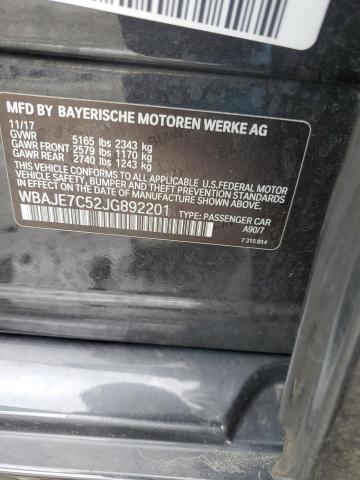 MFD BY BAYERISCHE MOTOREN WERKE AG
11/17
GVWR 5165 lbs 2343 kg
GAWR FRONT 2579 lbs 1170 kg
GAWR REAR 2740 lbs 1243 kg
THIS VEHICLE CONFORMS TO ALL APPLICABLE U.S.FEDERAL MOTOR
VEHICLE SAFETY, BUMPER, AND THEFT PREVENTION STANDARDS
IN EFFECT ON THE DATE OF MANUFACTURE SHOWN ABOVE.
WBAJE7C52JG892201 TYPE: PASSENGER CAR
A90/7
7 315 814